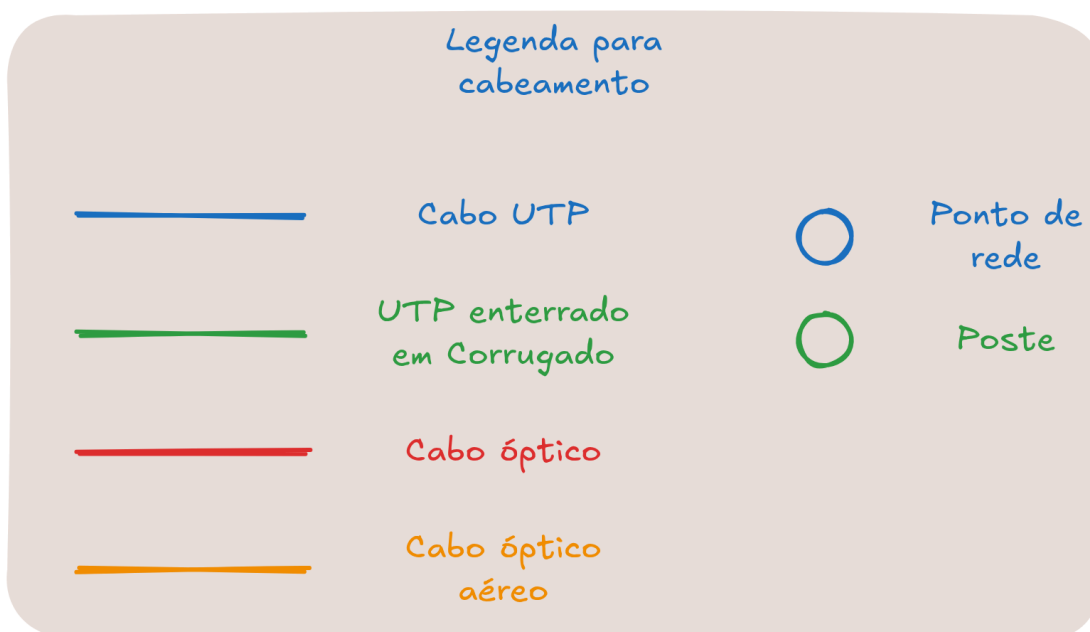 Legenda para
cabeamento
Cabo UTP
Ponto de
rede
UTP enterrado
em Corrugado
Poste
Cabo óptico
Cabo óptico
aéreo